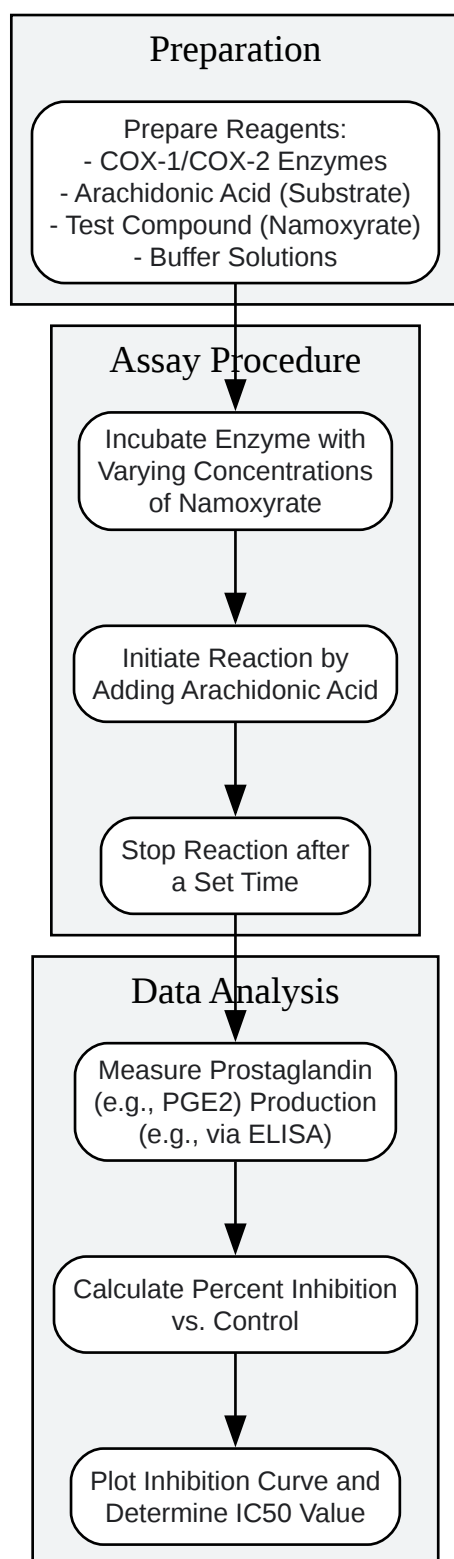 Preparation
Prepare Reagents:
- COX-1/COX-2 Enzymes
- Arachidonic Acid (Substrate)
- Test Compound (Namoxyrate)
- Buffer Solutions
Assay Procedure
Incubate Enzyme with
Varying Concentrations
of Namoxyrate
Initiate Reaction by
Adding Arachidonic Acid
Stop Reaction after
a Set Time
Data Analysis
Measure Prostaglandin
(e.g., PGE2) Production
(e.g., via ELISA)
Calculate Percent Inhibition
vs. Control
Plot Inhibition Curve and
Determine IC50 Value